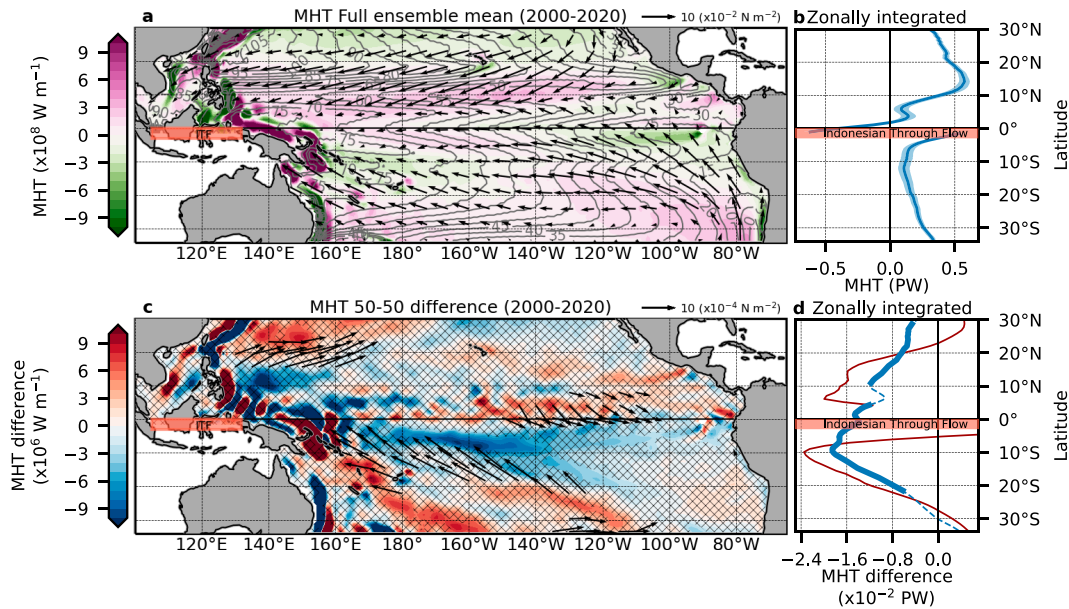 a MHT Full ensemble mean (2000-2020) 10 (x10−2 N m−2)
b Zonally integrated
9
6
3
0
−3
−6
−9
MHT (x10⁸ W m⁻¹)
ITF
120°E 140°E 160°E 180° 160°W 140°W 120°W 100°W 80°W
30°N
20°N
10°N
0°
10°S
20°S
30°S
Latitude
Indonesian Through Flow
−0.5 0.0 0.5
MHT (PW)
c MHT 50-50 difference (2000-2020) 10 (x10−4 N m−2)
d Zonally integrated
9
6
3
0
−3
−6
−9
MHT difference
(x10⁶ W m⁻¹)
ITF
120°E 140°E 160°E 180° 160°W 140°W 120°W 100°W 80°W
30°N
20°N
10°N
0°
10°S
20°S
30°S
Latitude
Indonesian Through Flow
−2.4 −1.6 −0.8 0.0
MHT difference
(x10⁻² PW)